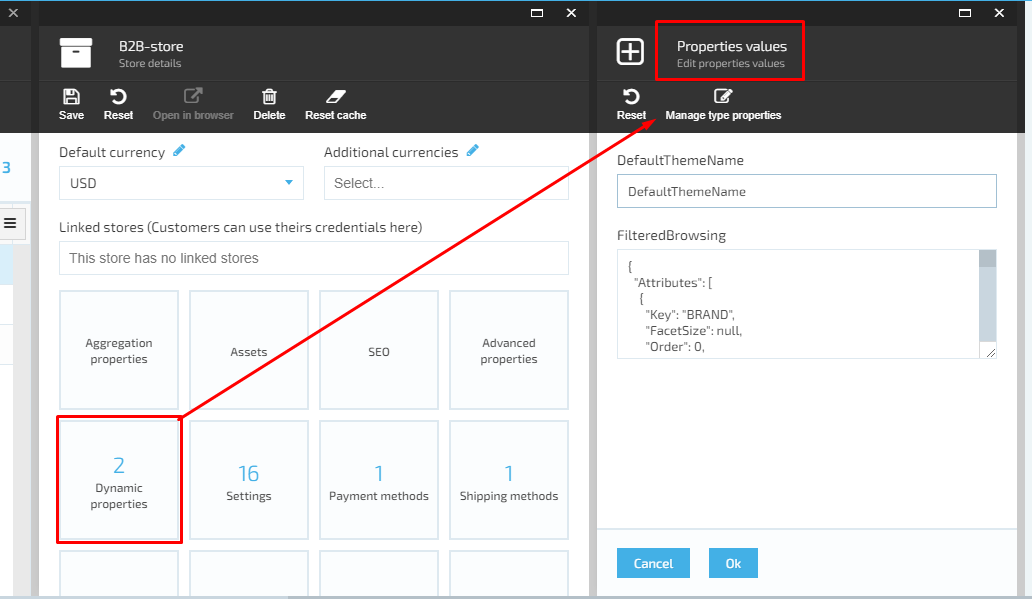 B2B-store
Store details
Save
Reset
Open in browser
Delete
Reset cache
3
Default currency
Additional currencies
USD
Select...
Linked stores (Customers can use theirs credentials here)
This store has no linked stores
Aggregation
properties
Assets
SEO
Advanced
properties
2
Dynamic
properties
16
Settings
1
Payment methods
1
Shipping methods
Properties values
Edit properties values
Reset
Manage type properties
DefaultThemeName
DefaultThemeName
FilteredBrowsing
{
"Attributes": [
{
"Key": "BRAND",
"FacetSize": null,
"Order": 0,
Cancel
Ok